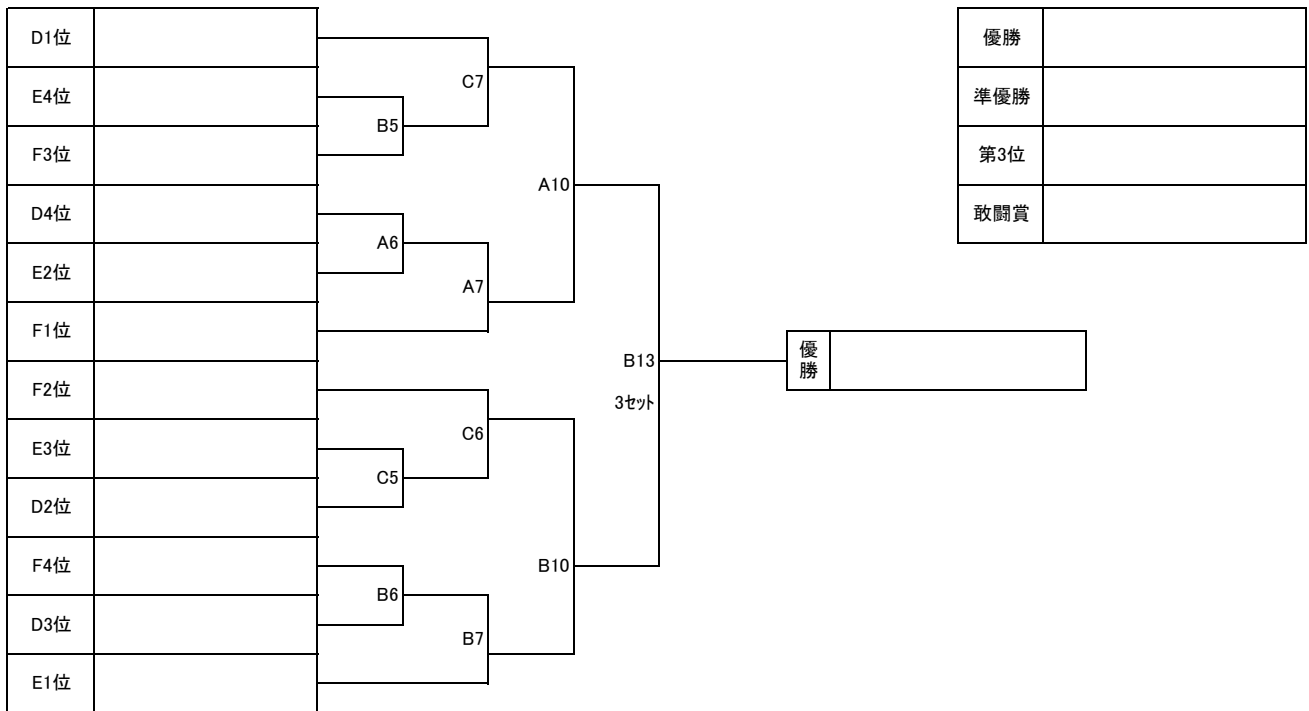 D1位
E4位
F3位
D4位
E2位
F1位
F2位
E3位
D2位
F4位
D3位
E1位
B5
A6
C5
B6
C7
A7
C6
B7
A10
B10
B13
3ｾｯﾄ
優勝
優勝
準優勝
第3位
敢闘賞